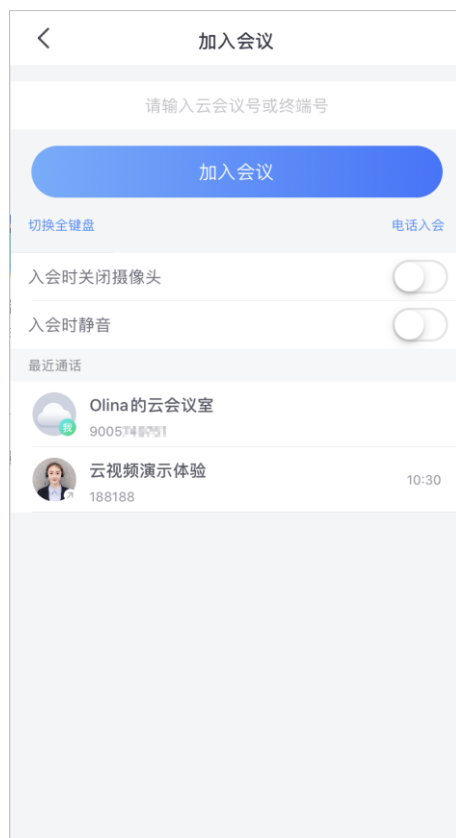 加入会议
请输入云会议号或终端号
加入会议
切换全键盘 电话入会
入会时关闭摄像头
入会时静音
最近通话
Olina的云会议室
我
9005
云视频演示体验
10:30
188188